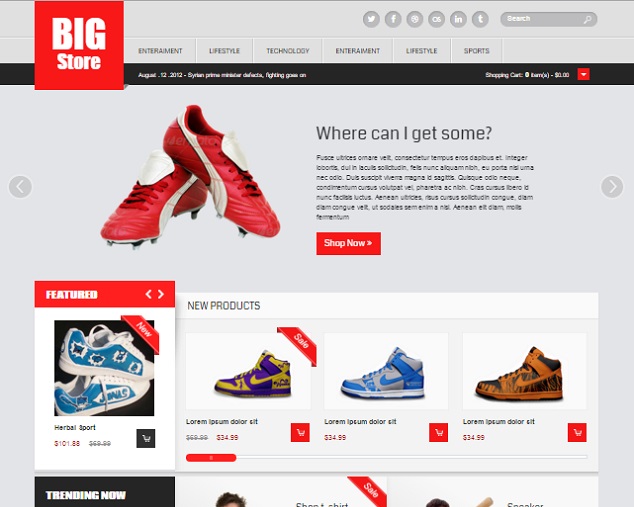 BIG
Store
Search
ENTERAIMENT LIFESTYLE TECHNOLOGY ENTERAIMENT LIFESTYLE SPORTS
August .12 .2012 - Syrian prime minister defects, fighting goes on
Shopping Cart: 0 item(s) - $0.00
Where can I get some?
Fusce ultrices ornare velit, consectetur tempus eros dapibus et. Integer
lobortis, dui in iaculis sollicitudin, felis nunc aliquam nibh, eu porta nisl urna
nec odio. Duis suscipit viverra magna id sagittis. Quisque odio neque,
condimentum cursus volutpat vel, pharetra ac nibh. Cras cursus libero id
nunc facilisis luctus. Aenean ultricies, risus cursus sollicitudin congue, diam
diam congue velit, ut sodales sem enim a nisi. Aenean elit diam, mollis
fermentum
Shop Now »
FEATURED
New
Herbal Sport
$101.88 $69.99
NEW PRODUCTS
Sale
Lorem ipsum dolor sit Lorem ipsum dolor sit Lorem ipsum dolor sit
$69.99 $34.99 $34.99 $34.99
TRENDING NOW
Sale
Shop t-shirt
Sneaker